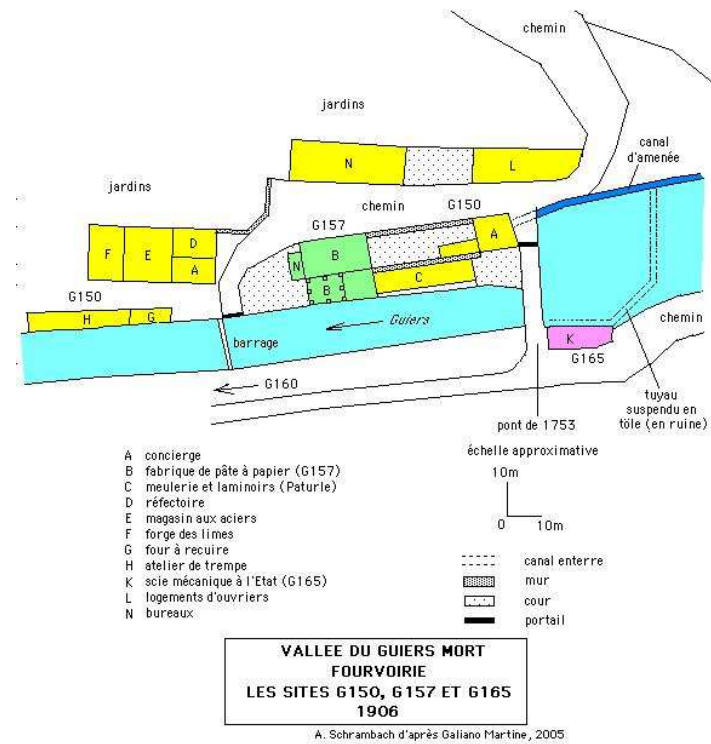 chemin
jardins
canal
d'amenée
N
L
jardins
chemin
G150
G157
A
F
E
D
A
N
B
B
C
G150
H
G
Guiers
barrage
K
chemin
G165
G160
tuyau
suspendu en
tôle (en ruine)
pont de 1753
A concierge
B fabrique de pâte à papier (G157)
C meulerie et laminoirs (Paturle)
D réfectoire
E magasin aux aciers
F forge des limes
G four à recuire
H atelier de trempe
K scie mécanique à l'Etat (G165)
L logements d'ouvriers
N bureaux
échelle approximative
10m
0 10m
canal enterre
mur
cour
portail
VALLEE DU GUIERS MORT
FOURVOIRIE
LES SITES G150, G157 ET G165
1906
A. Schrambach d'après Galiano Martine, 2005